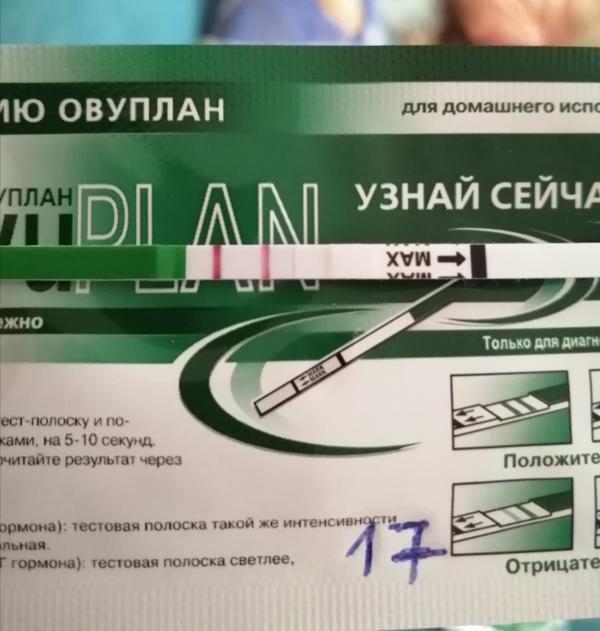 ИЮ ОВУПЛАН
для домашнего испо
УПЛАН
PLAN
УЗНАЙ СЕЙЧА
MAX
MAX
ежно
Только для диагн
ест-полоску и по-
ками, на 5-10 секунд.
очитайте результат через
Положите
ормона): тестовая полоска такой же интенсивности
льная.
Г гормона): тестовая полоска светлее,
17
Отрицате